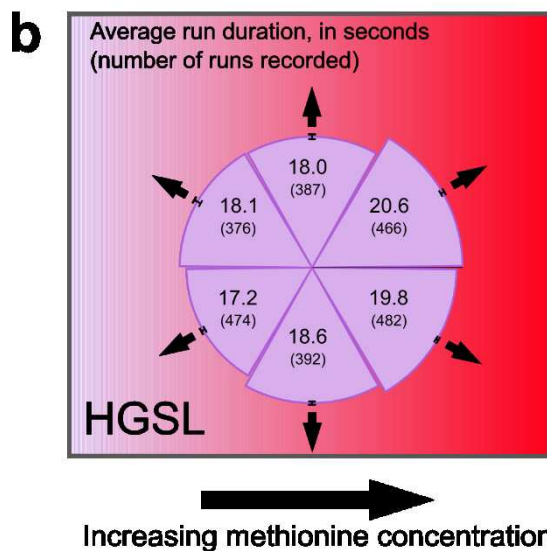 b
Average run duration, in seconds
(number of runs recorded)
18.0
(387)
18.1
(376)
20.6
(466)
17.2
(474)
19.8
(482)
18.6
(392)
HGSL
Increasing methionine concentration